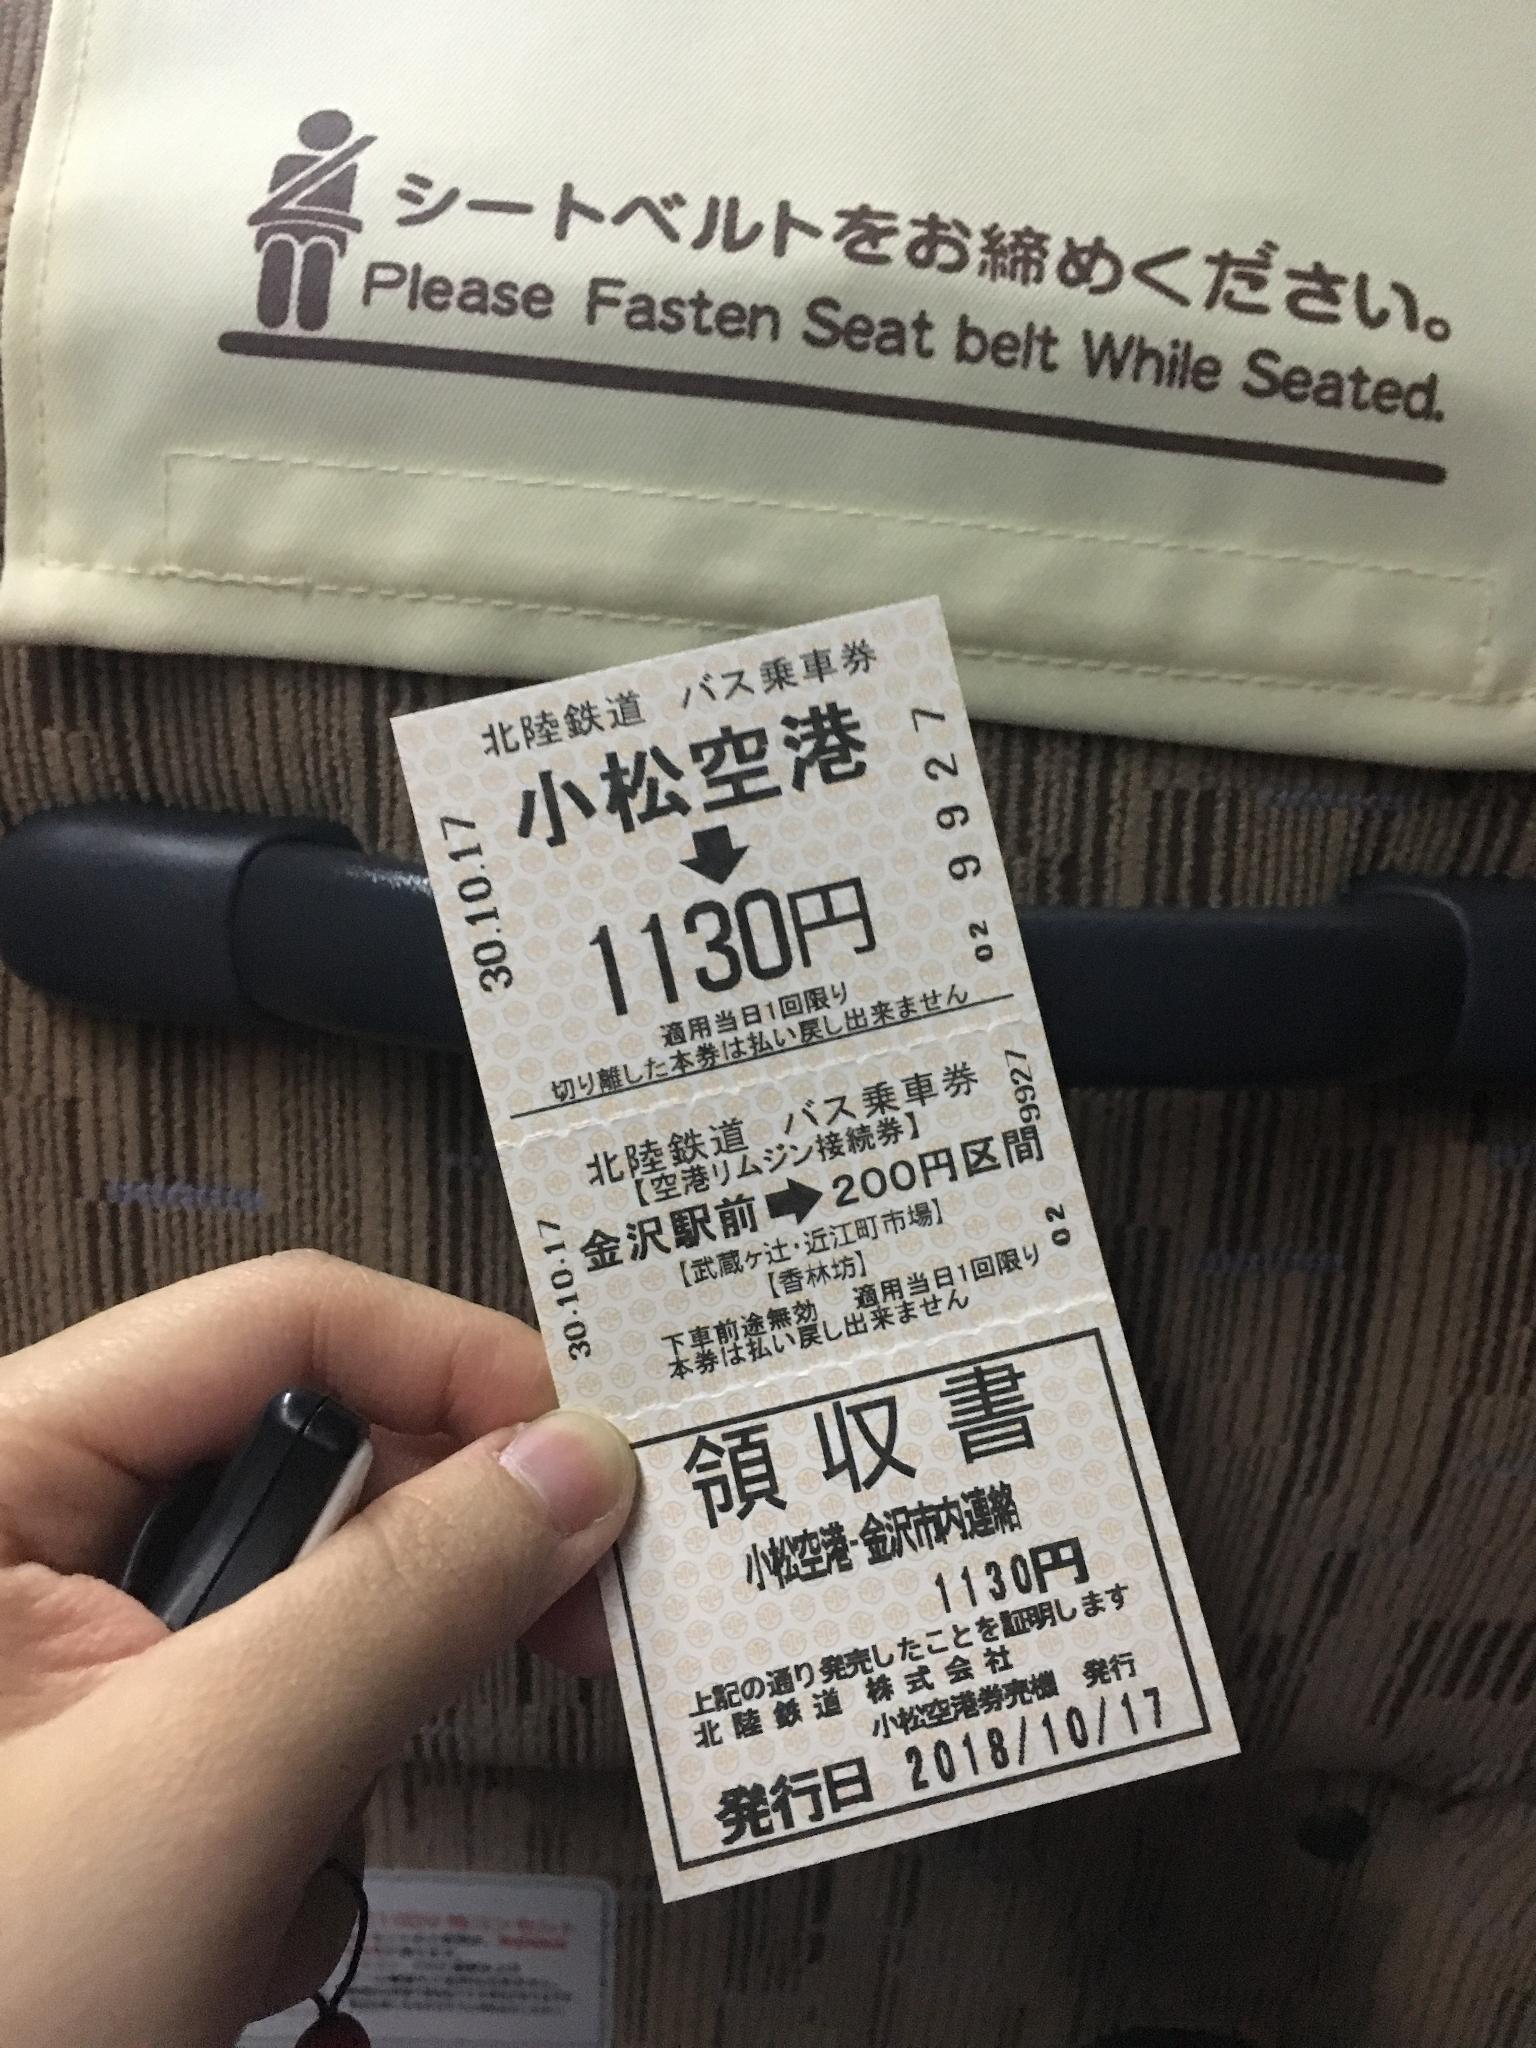 シートベルトをお締めください。
Please Fasten Seat belt While Seated.
北陸鉄道 バス乗車券
小松空港
➡
1130円
適用当日1回限り
切り離した本券は払い戻し出来ません
30.10.17
99927
02
北陸鉄道 バス乗車券
【空港リムジン接続券】
金沢駅前➡200円区間
【武蔵ヶ辻・近江町市場】
【香林坊】
下車前途無効 適用当日1回限り
本券は払い戻し出来ません
30.10.17
9927
02
領収書
小松空港-金沢市内連絡
1130円
上記の通り発売したことを証明します
北陸鉄道 株式会社
小松空港券売機 発行
発行日 2018/10/17